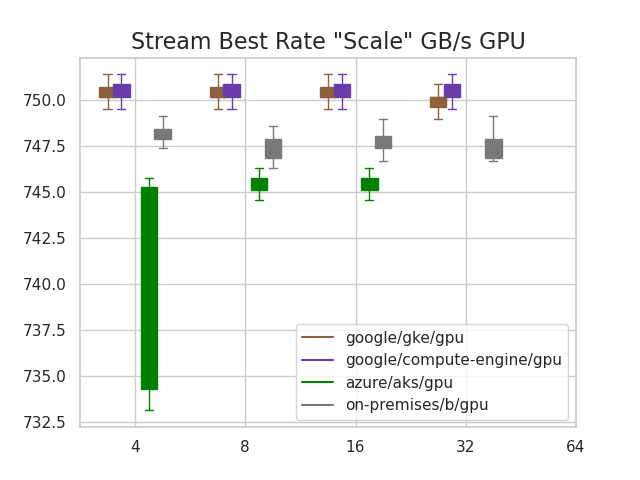 Stream Best Rate "Scale" GB/s GPU
750.0
747.5
745.0
742.5
740.0
737.5
735.0
732.5
google/gke/gpu
google/compute-engine/gpu
azure/aks/gpu
on-premises/b/gpu
4 8 16 32 64